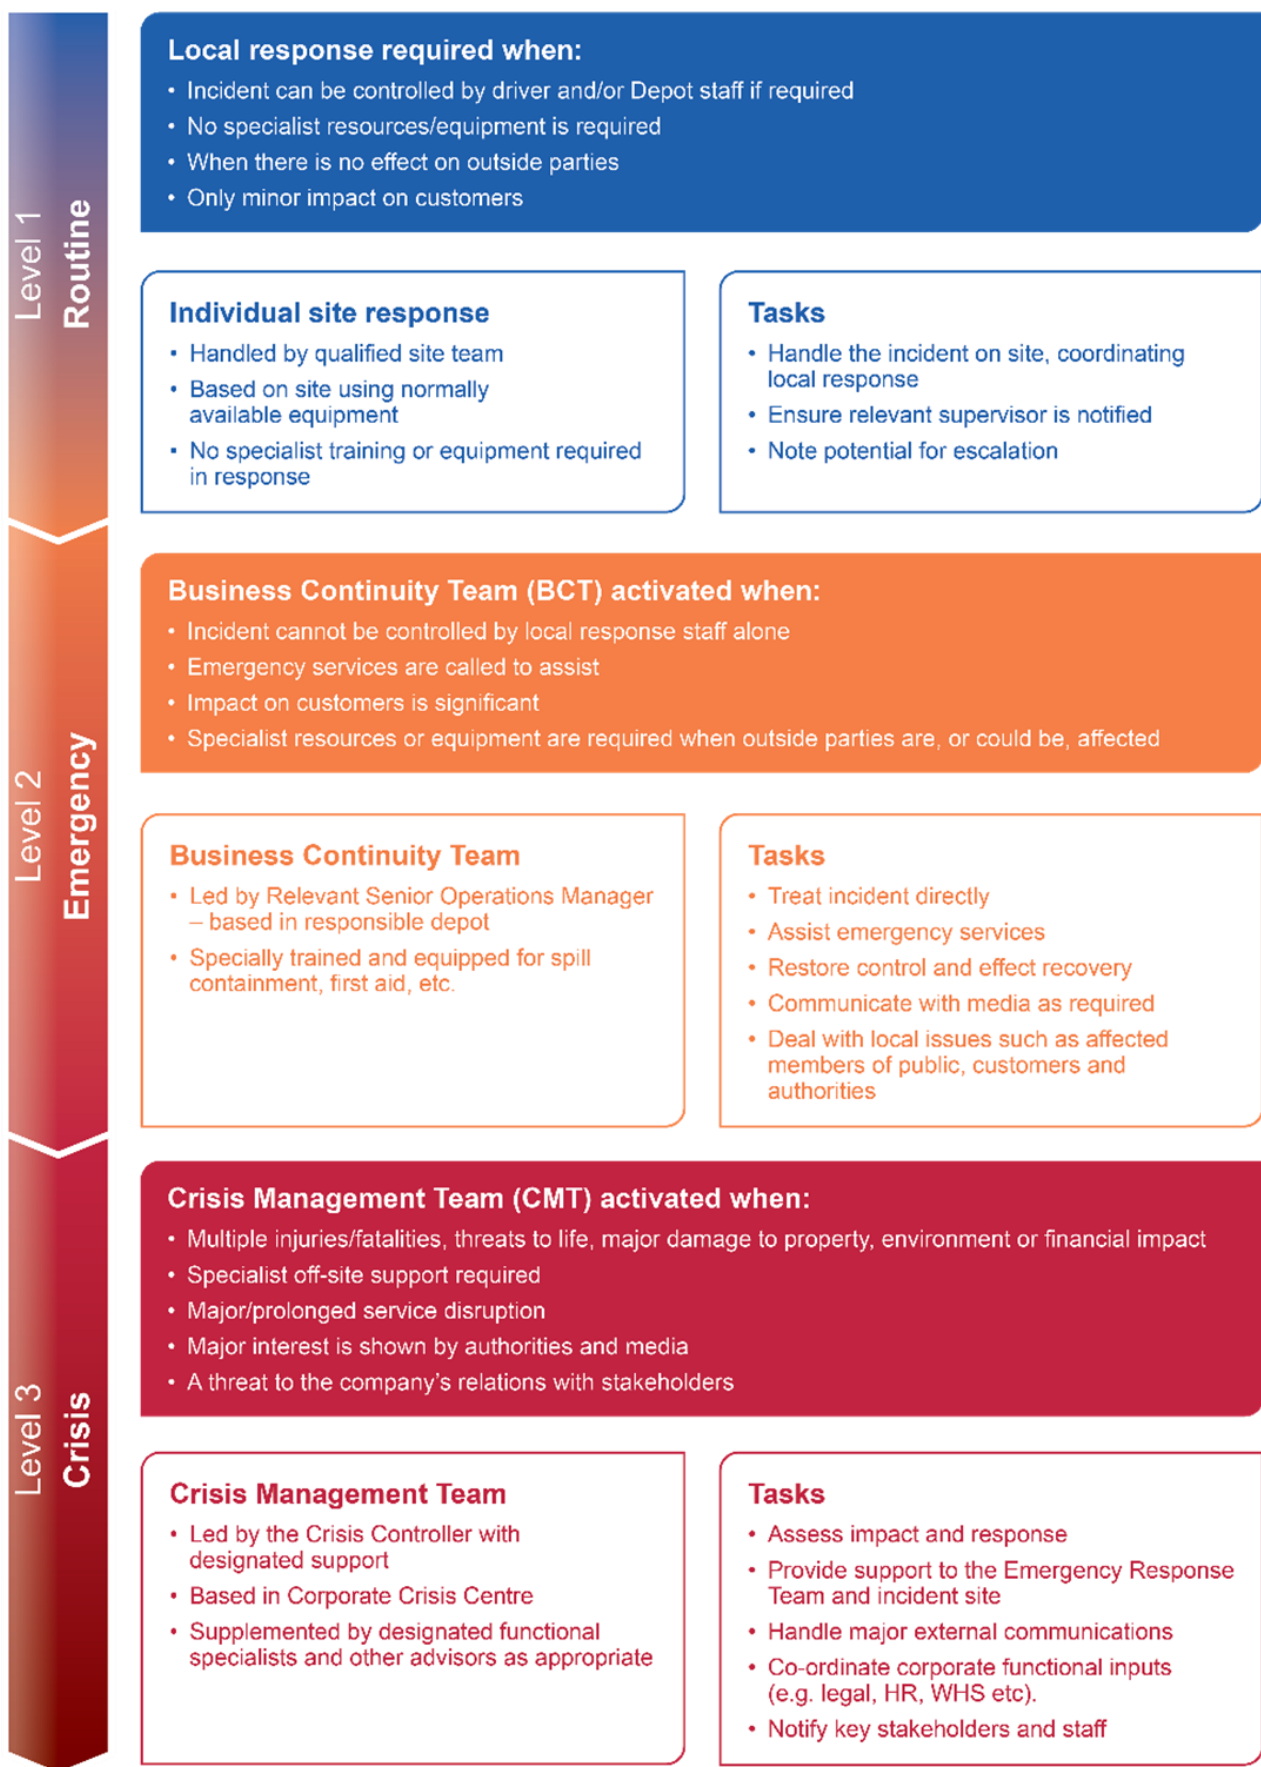 Level 1
Routine
Local response required when:
• Incident can be controlled by driver and/or Depot staff if required
• No specialist resources/equipment is required
• When there is no effect on outside parties
• Only minor impact on customers
Individual site response
• Handled by qualified site team
• Based on site using normally
available equipment
• No specialist training or equipment required
in response
Tasks
• Handle the incident on site, coordinating
local response
• Ensure relevant supervisor is notified
• Note potential for escalation
Level 2
Emergency
Business Continuity Team (BCT) activated when:
• Incident cannot be controlled by local response staff alone
• Emergency services are called to assist
• Impact on customers is significant
• Specialist resources or equipment are required when outside parties are, or could be, affected
Business Continuity Team
• Led by Relevant Senior Operations Manager
– based in responsible depot
• Specially trained and equipped for spill
containment, first aid, etc.
Tasks
• Treat incident directly
• Assist emergency services
• Restore control and effect recovery
• Communicate with media as required
• Deal with local issues such as affected
members of public, customers and
authorities
Level 3
Crisis
Crisis Management Team (CMT) activated when:
• Multiple injuries/fatalities, threats to life, major damage to property, environment or financial impact
• Specialist off-site support required
• Major/prolonged service disruption
• Major interest is shown by authorities and media
• A threat to the company's relations with stakeholders
Crisis Management Team
• Led by the Crisis Controller with
designated support
• Based in Corporate Crisis Centre
• Supplemented by designated functional
specialists and other advisors as appropriate
Tasks
• Assess impact and response
• Provide support to the Emergency Response
Team and incident site
• Handle major external communications
• Co-ordinate corporate functional inputs
(e.g. legal, HR, WHS etc).
• Notify key stakeholders and staff